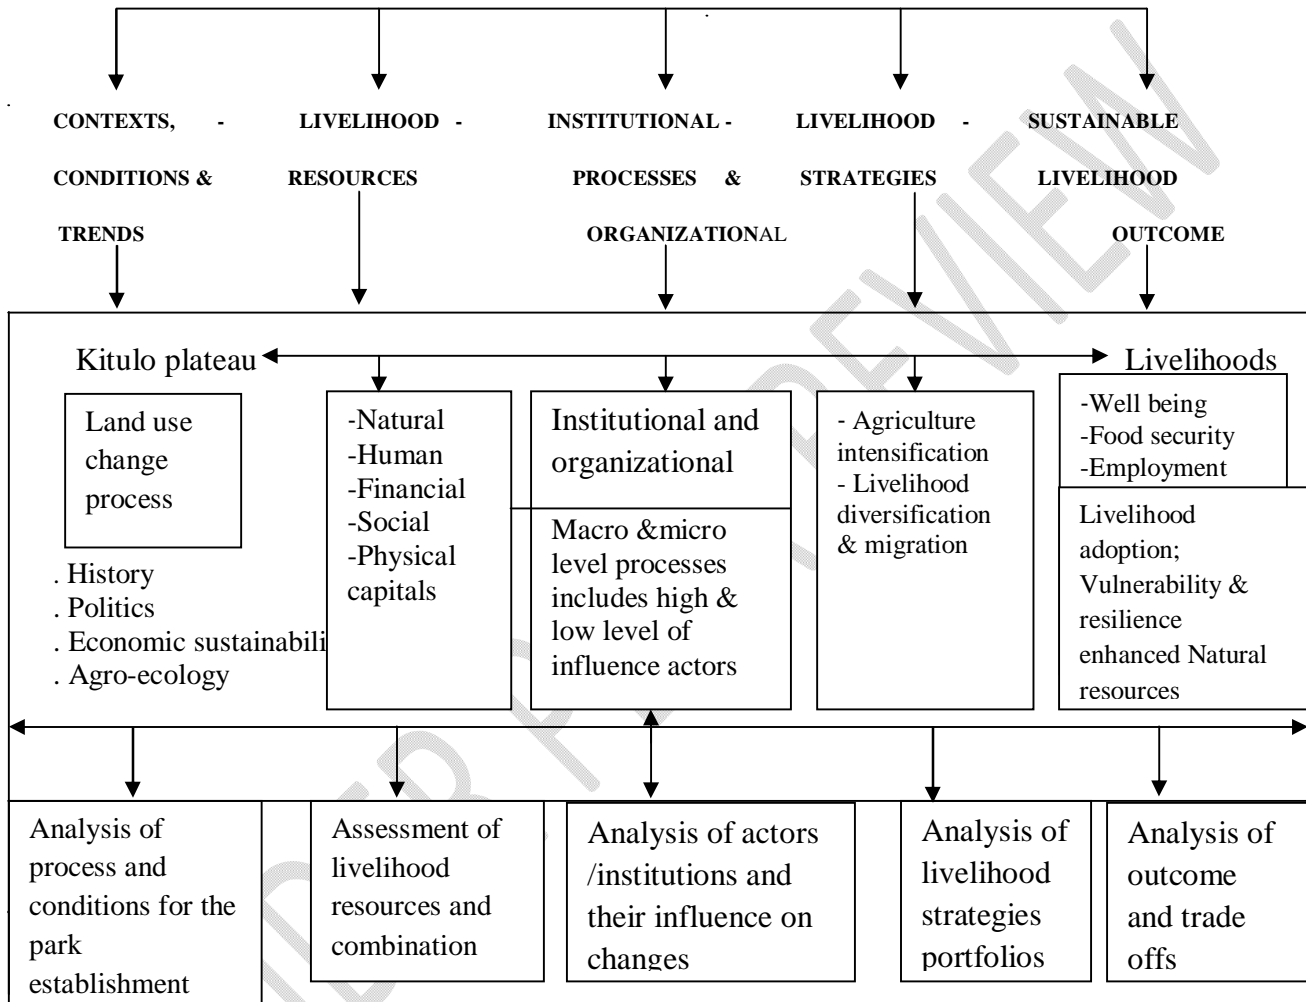 CONTEXTS, - LIVELIHOOD - INSTITUTIONAL - LIVELIHOOD - SUSTAINABLE
CONDITIONS & RESOURCES PROCESSES & STRATEGIES LIVELIHOOD
TRENDS ORGANIZATIONAL OUTCOME
Kitulo plateau
Livelihoods
Land use
change
process
. History
. Politics
. Economic sustainabili
. Agro-ecology
-Natural
-Human
-Financial
-Social
-Physical
capitals
Institutional and
organizational
Macro &micro
level processes
includes high &
low level of
influence actors
- Agriculture
intensification
- Livelihood
diversification
& migration
-Well being
-Food security
-Employment
Livelihood
adoption;
Vulnerability &
resilience
enhanced Natural
resources
Analysis of
process and
conditions for the
park
establishment
Assessment of
livelihood
resources and
combination
Analysis of actors
/institutions and
their influence on
changes
Analysis of
livelihood
strategies
portfolios
Analysis of
outcome
and trade
offs